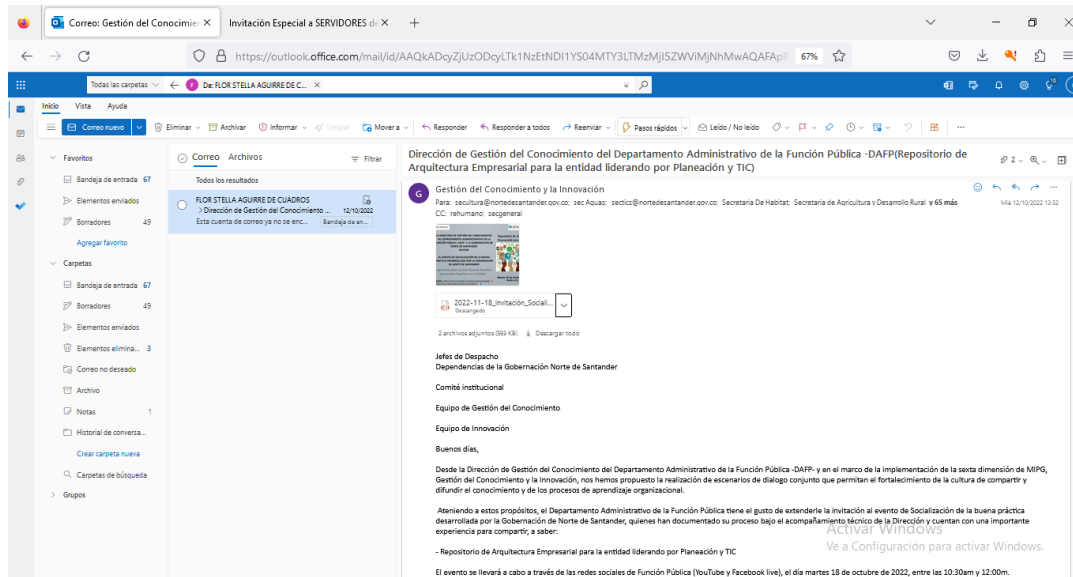 Correo: Gestión del Conocimier
Invitación Especial a SERVIDORES de
https://outlook.office.com/mail/id/AAQkADcyZjUzODcyLTk1NzEtNDI1YS04MTY3LTMzMjI5ZWViMjNhMwAQAFApR
67%
Todas las carpetas
De: FLOR STELLA AGUIRRE DE C...
10
Inicio Vista Ayuda
Correo nuevo Eliminar Archivar Informar Limpiar Mover a Responder Responder a todos Reenviar Pasos rápidos Leído / No leído
Favoritos
Bandeja de entrada 67
Elementos enviados
Borradores 49
Agregar favorito
Carpetas
Bandeja de entrada 67
Borradores 49
Elementos enviados
Elementos elimina... 3
Correo no deseado
Archivo
Notas 1
Historial de conversa...
Crear carpeta nueva
Carpetas de búsqueda
Grupos
Correo Archivos Filtrar
Todos los resultados
FLOR STELLA AGUIRRE DE CUADROS
> Dirección de Gestión del Conocimiento ... 12/10/2022
Esta cuenta de correo ya no se enc... Bandeja de en...
Dirección de Gestión del Conocimiento del Departamento Administrativo de la Función Pública -DAFP(Repositorio de
Arquitectura Empresarial para la entidad liderando por Planeación y TIC)
2
G
Gestión del Conocimiento y la Innovación
Para: secultura@nortedesantander.gov.co; sec Aguas; sectics@nortedesantander.gov.co; Secretaria De Habitat; Secretaria de Agricultura y Desarrollo Rural y 65 más
Mié 12/10/2022 13:52
CC: rehumano; secgeneral
2022-11-18_Invitación_Sociali...
Descargado
2 archivos adjuntos (593 KB) Descargar todo
Jefes de Despacho
Dependencias de la Gobernación Norte de Santander
Comité institucional
Equipo de Gestión del Conocimiento
Equipo de Innovación
Buenos días,
Desde la Dirección de Gestión del Conocimiento del Departamento Administrativo de la Función Pública -DAFP- y en el marco de la implementación de la sexta dimensión de MIPG,
Gestión del Conocimiento y la Innovación, nos hemos propuesto la realización de escenarios de dialogo conjunto que permitan el fortalecimiento de la cultura de compartir y
difundir el conocimiento y de los procesos de aprendizaje organizacional.
Ateniendo a estos propósitos, el Departamento Administrativo de la Función Pública tiene el gusto de extenderle la invitación al evento de Socialización de la buena práctica
desarrollada por la Gobernación de Norte de Santander, quienes han documentado su proceso bajo el acompañamiento técnico de la Dirección y cuentan con una importante
experiencia para compartir, a saber:
Activar Windows
Ve a Configuración para activar Windows.
- Repositorio de Arquitectura Empresarial para la entidad liderando por Planeación y TIC
El evento se llevará a cabo a través de las redes sociales de Función Pública (YouTube y Facebook live), el día martes 18 de octubre de 2022, entre las 10:30am y 12:00m.